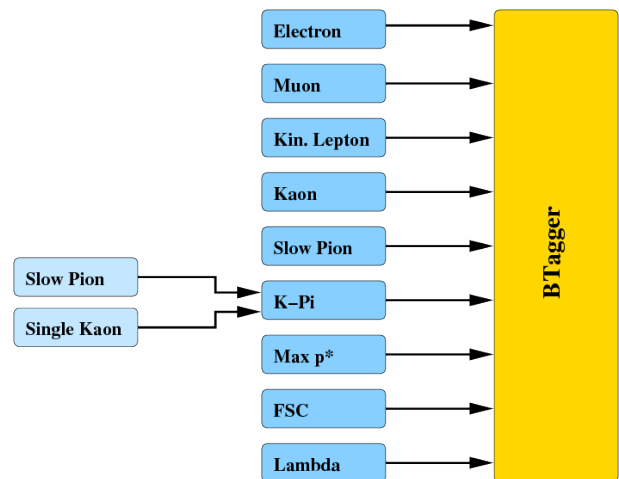 Electron
Muon
Kin. Lepton
Kaon
Slow Pion
Slow Pion
Single Kaon
K−Pi
Max p*
FSC
Lambda
BTagger